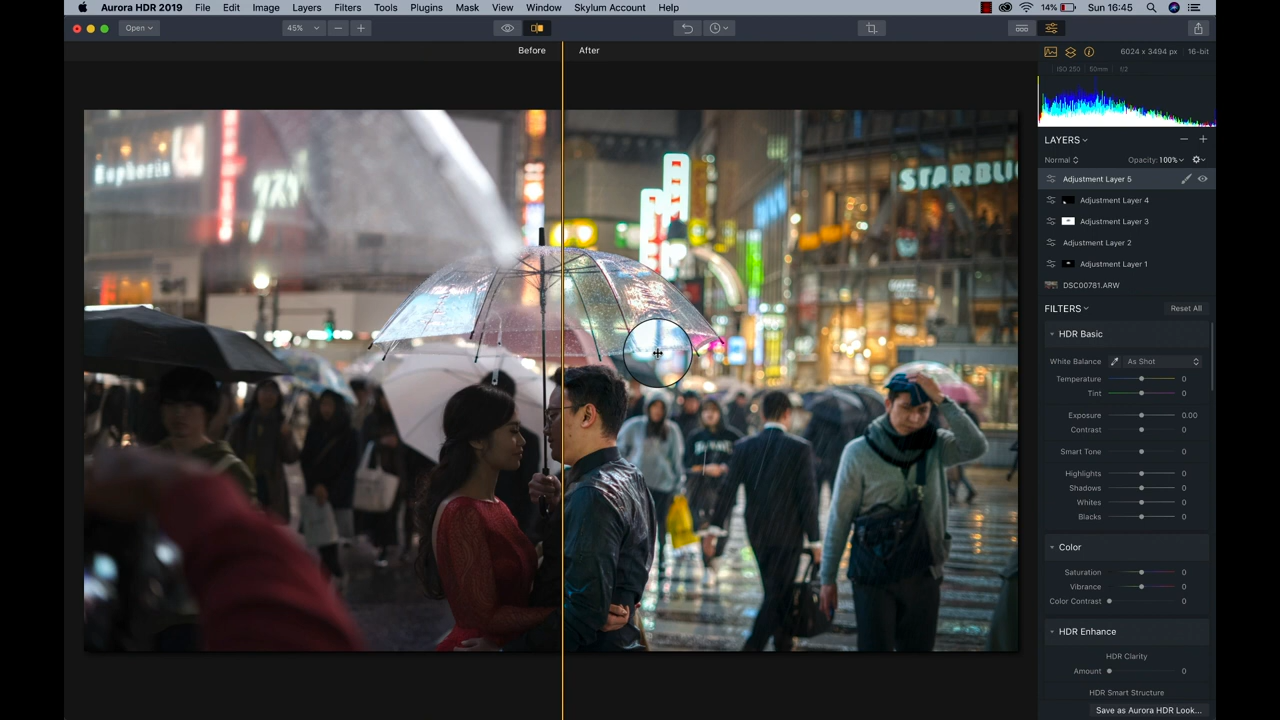 Aurora HDR 2019 File Edit Image Layers Filters Tools Plugins Mask View Window Skylum Account Help 14% Sun 16:45
Open 45%
Before After 6024 x 3494 px 16-bit
ISO 250 50mm
LAYERS
Normal Opacity: 100%
STARBU
Adjustment Layer 5
Adjustment Layer 4
Adjustment Layer 3
Adjustment Layer 2
Adjustment Layer 1
DSC00781.ARW
FILTERS Reset All
HDR Basic
White Balance As Shot
Temperature 0
Tint 0
Exposure 0.00
Contrast 0
Smart Tone 0
Highlights 0
Shadows 0
Whites 0
Blacks 0
Color
Saturation 0
Vibrance 0
Color Contrast 0
HDR Enhance
HDR Clarity
Amount 0
HDR Smart Structure
Save as Aurora HDR Look...